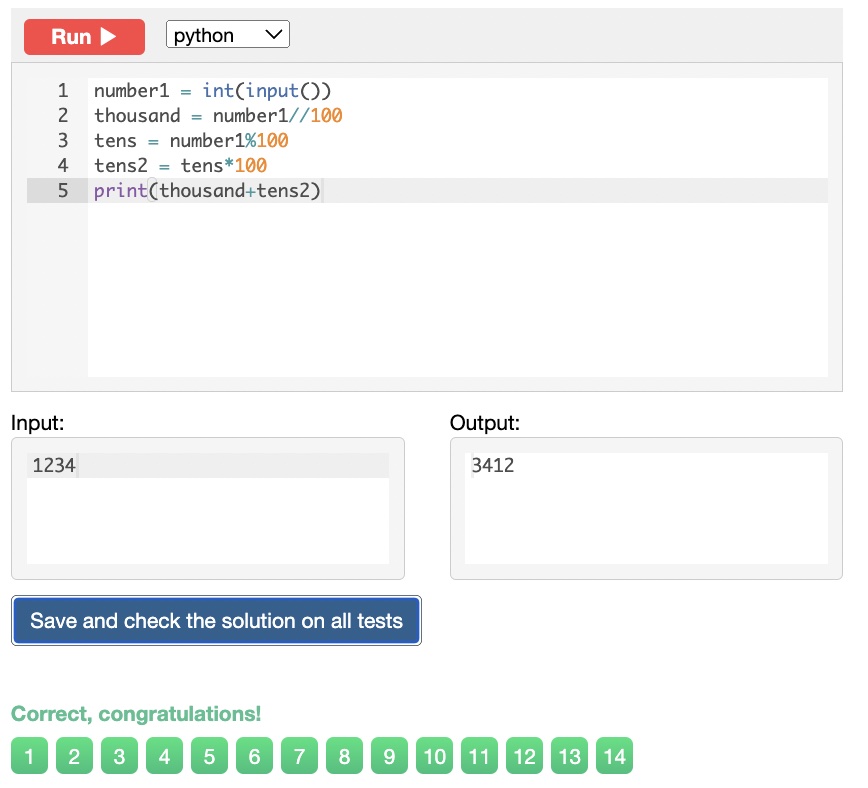 Run ▶ python
1 number1 = int(input())
2 thousand = number1//100
3 tens = number1%100
4 tens2 = tens*100
5 print(thousand+tens2)
Input: Output:
1234 3412
Save and check the solution on all tests
Correct, congratulations!
1 2 3 4 5 6 7 8 9 10 11 12 13 14